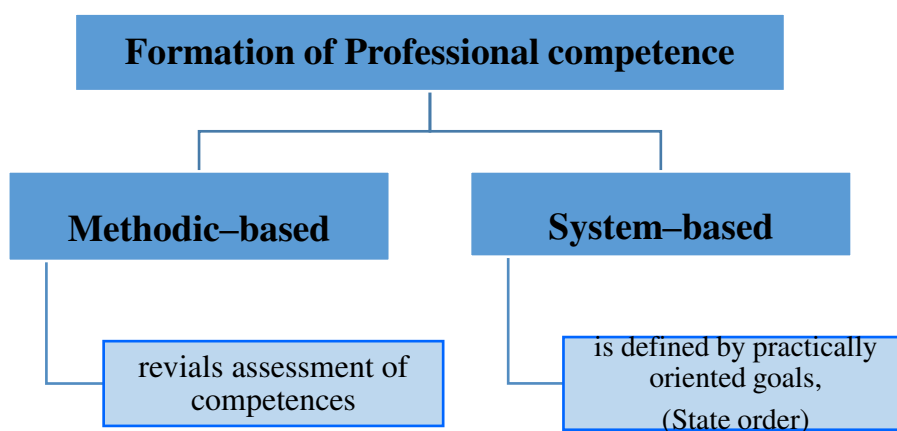 Formation of Professional competence
Methodic–based
System–based
revials assessment of
competences
is defined by practically
oriented goals,
(State order)